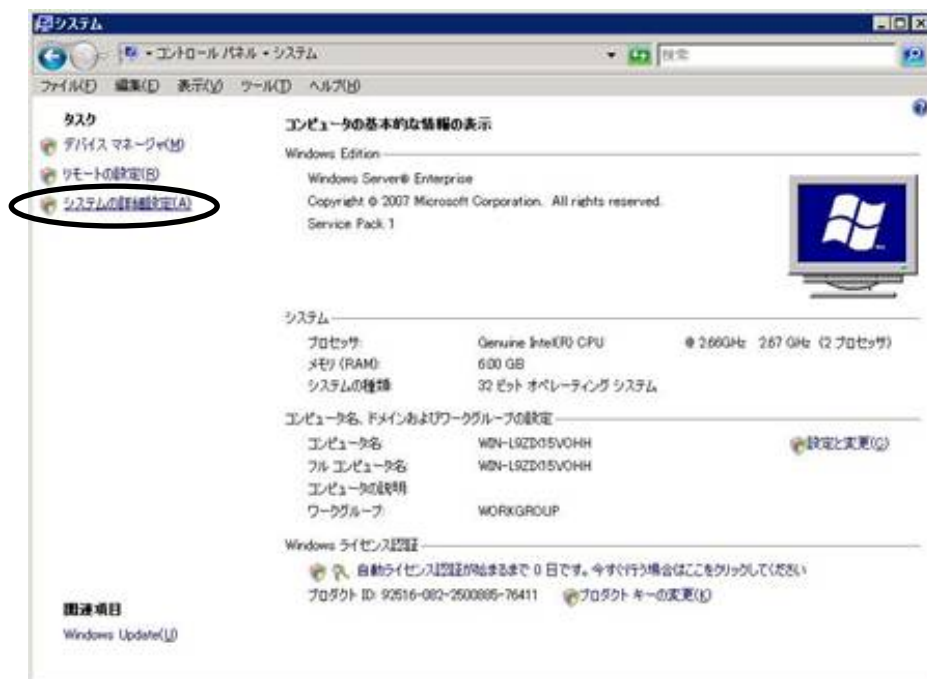 システム
コントロール パネル システム
検索
ファイル(F) 編集(E) 表示(V) ツール(T) ヘルプ(H)
タスク
デバイス マネージャ(M)
リモートの設定(R)
システムの詳細設定(A)
コンピュータの基本的な情報の表示
Windows Edition
Windows Server® Enterprise
Copyright © 2007 Microsoft Corporation. All rights reserved.
Service Pack 1
システム
プロセッサ: Genuine Intel(R) CPU @ 2.66GHz 2.67 GHz (2 プロセッサ)
メモリ (RAM): 6.00 GB
システムの種類 32 ビット オペレーティング システム
コンピュータ名、ドメインおよびワークグループの設定
コンピュータ名 設定と変更(C)
フル コンピュータ名
コンピュータの説明
ワークグループ: WORKGROUP
Windows ライセンス認証
自動ライセンス認証が始まるまで 0 日です。今すぐ行う場合はここをクリックしてください
プロダクト ID: 92516-082-2500885-76411 プロダクト キーの変更(K)
関連項目
Windows Update(U)